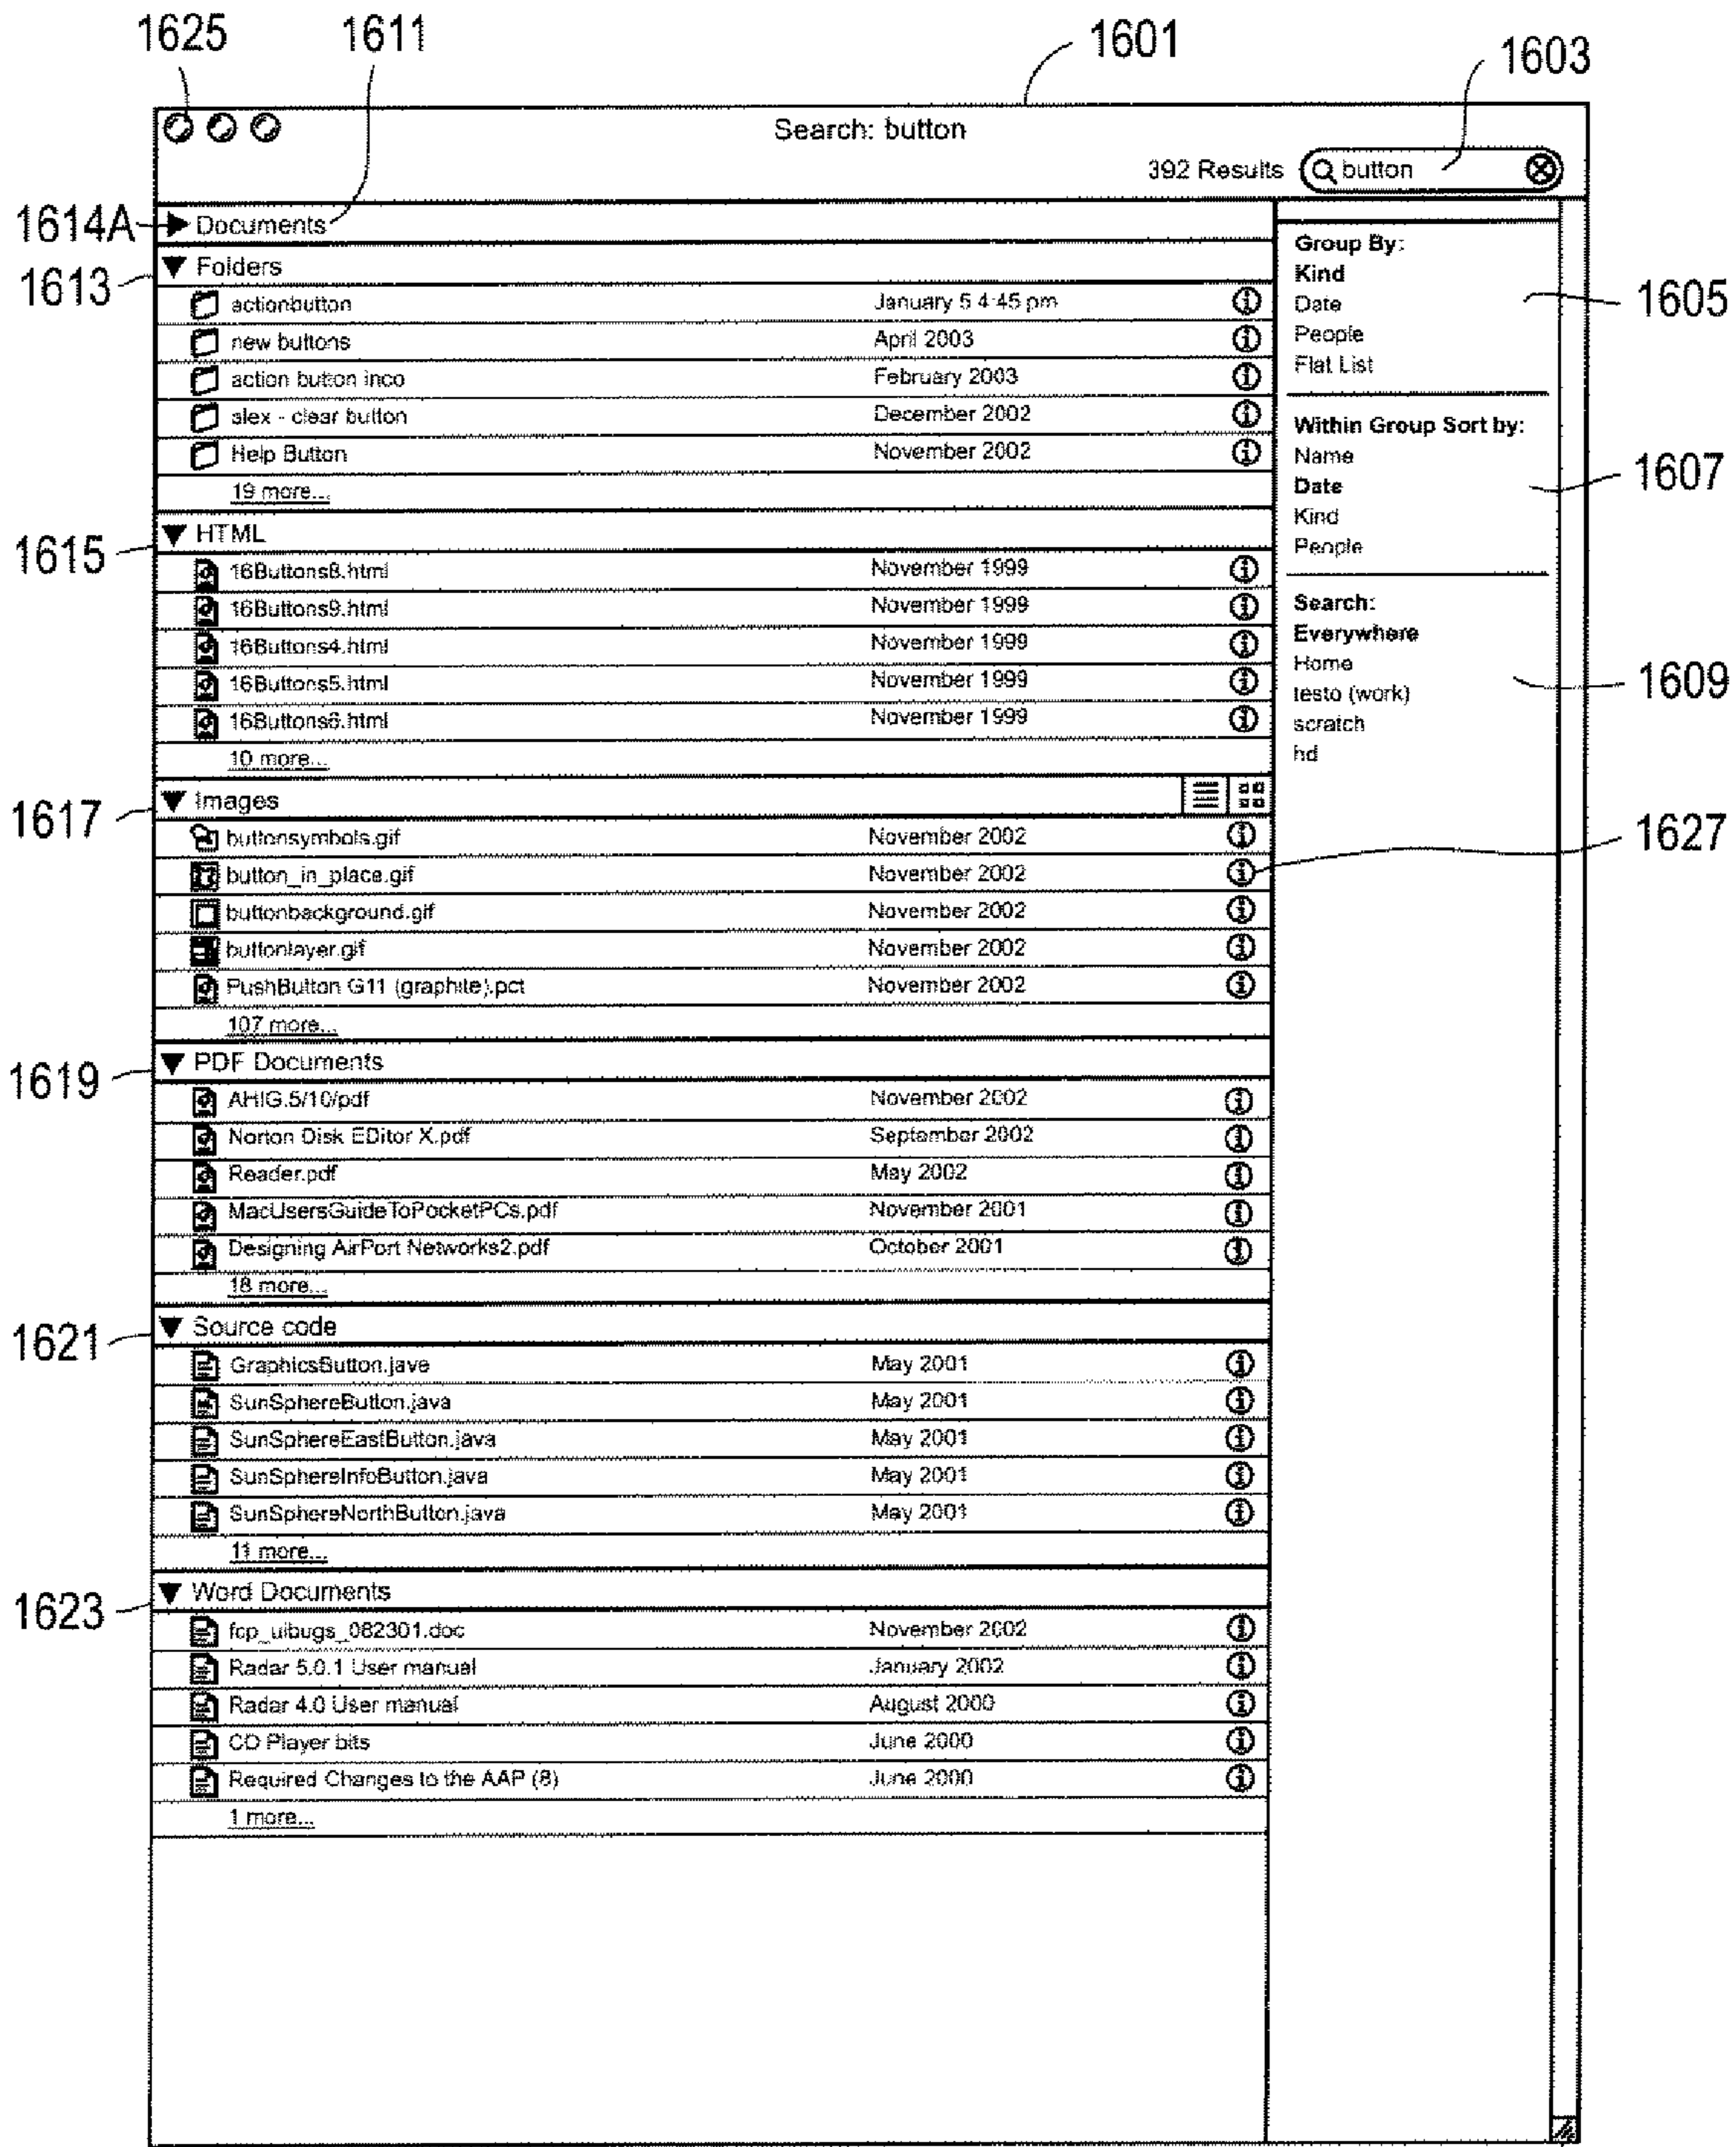 1625 1611 1601 1603
Search: button
392 Results button
1614A Documents
1613 Folders
actionbutton January 5 4:45 pm
new buttons April 2003
action button inco February 2003
alex - clear button December 2002
Help Button November 2002
19 more...
1615 HTML
16Buttons8.html November 1999
16Buttons9.html November 1999
16Buttons4.html November 1999
16Buttons5.html November 1999
16Buttons6.html November 1999
10 more...
1617 Images
buttonsymbols.gif November 2002
button_in_place.gif November 2002
buttonbackground.gif November 2002
buttonlayer.gif November 2002
PushButton G11 (graphite).pct November 2002
107 more...
1619 PDF Documents
AHIG.5/10/pdf November 2002
Norton Disk EDitor X.pdf September 2002
Reader.pdf May 2002
MacUsersGuideToPocketPCs.pdf November 2001
Designing AirPort Networks2.pdf October 2001
18 more...
1621 Source code
GraphicsButton.jave May 2001
SunSphereButton.java May 2001
SunSphereEastButton.java May 2001
SunSphereInfoButton.java May 2001
SunSphereNorthButton.java May 2001
11 more...
1623 Word Documents
fcp_uibugs_082301.doc November 2002
Radar 5.0.1 User manual January 2002
Radar 4.0 User manual August 2000
CD Player bits June 2000
Required Changes to the AAP (8) June 2000
1 more...
Group By:
Kind
Date 1605
People
Flat List
Within Group Sort by:
Name
Date 1607
Kind
People
Search:
Everywhere
Home
testo (work) 1609
scratch
hd
1627